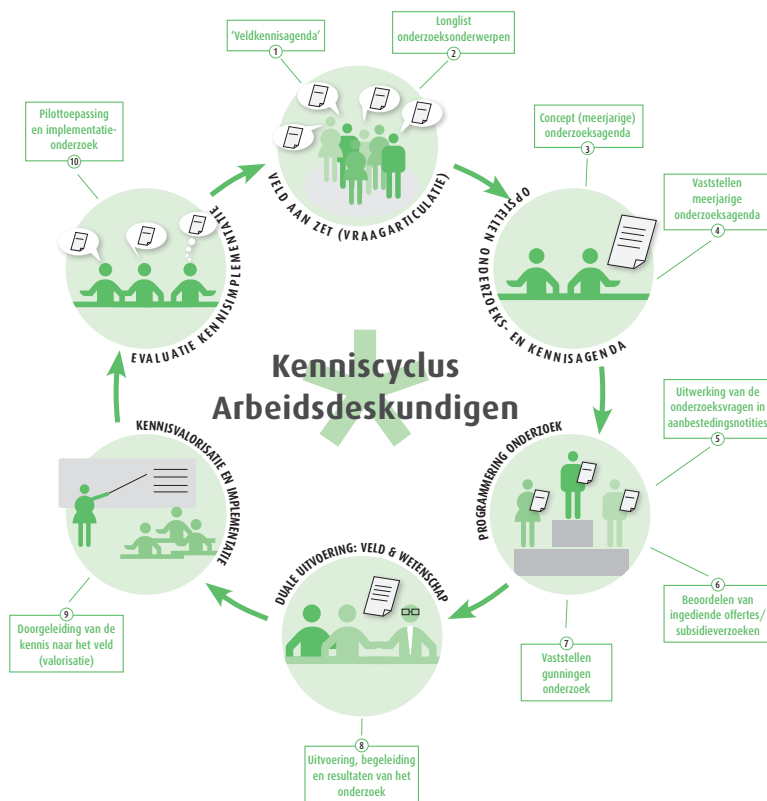 'Veldkennisagenda'
1
Longlist
onderzoeksonderwerpen
2
VELD AAN ZET (VRAAGARTICULATIE)
Concept (meerjarige)
onderzoeksagenda
3
Vaststellen
meerjarige
onderzoeksagenda
4
OPSTELLEN ONDERZOEKS- EN KENNISAGENDA
Uitwerking van de
onderzoeksvragen in
aanbestedingsnotities
5
6
Beoordelen van
ingediende offertes/
subsidieverzoeken
7
Vaststellen
gunningen
onderzoek
PROGRAMMERING ONDERZOEK
8
Uitvoering, begeleiding
en resultaten van het
onderzoek
DUALE UITVOERING: VELD & WETENSCHAP
9
Doorgeleiding van de
kennis naar het veld
(valorisatie)
KENNISVALORISATIE EN IMPLEMENTATIE
Pilottoepassing
en implementatie-
onderzoek
10
EVALUATIE KENNISIMPLEMENTATIE
Kenniscyclus
Arbeidsdeskundigen